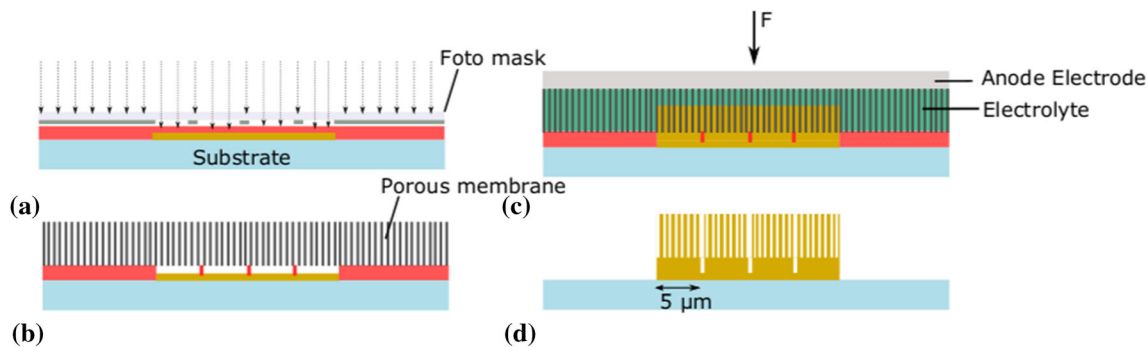 Foto mask
Substrate
(a)
Porous membrane
(b)
F
Anode Electrode
Electrolyte
(c)
5 µm
(d)